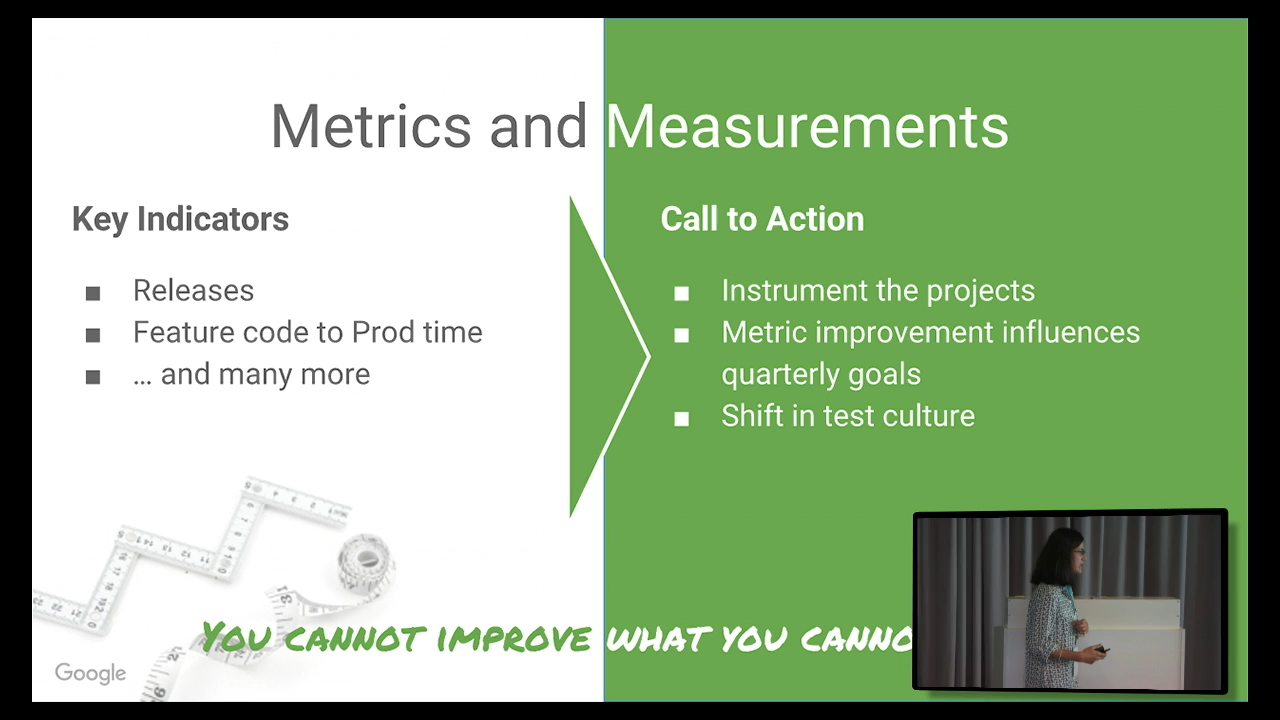 Metrics and Measurements
Key Indicators
■ Releases
■ Feature code to Prod time
■ … and many more
Call to Action
■ Instrument the projects
■ Metric improvement influences
quarterly goals
■ Shift in test culture
YOU CANNOT IMPROVE WHAT YOU CANNO
Google